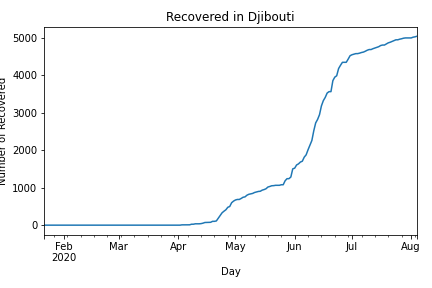 Recovered in Djibouti
Number of Recovered
5000
4000
3000
2000
1000
0
Feb Mar Apr May Jun Jul Aug
2020
Day